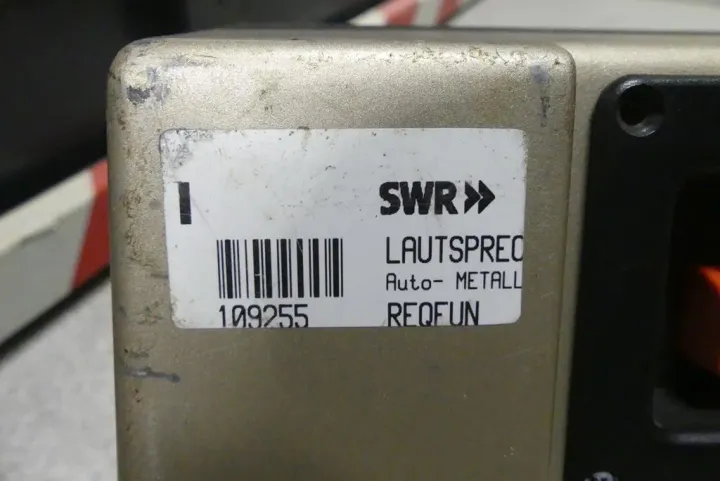 SWR
LAUTSPREC
Auto- METALL
109255
REQFUN